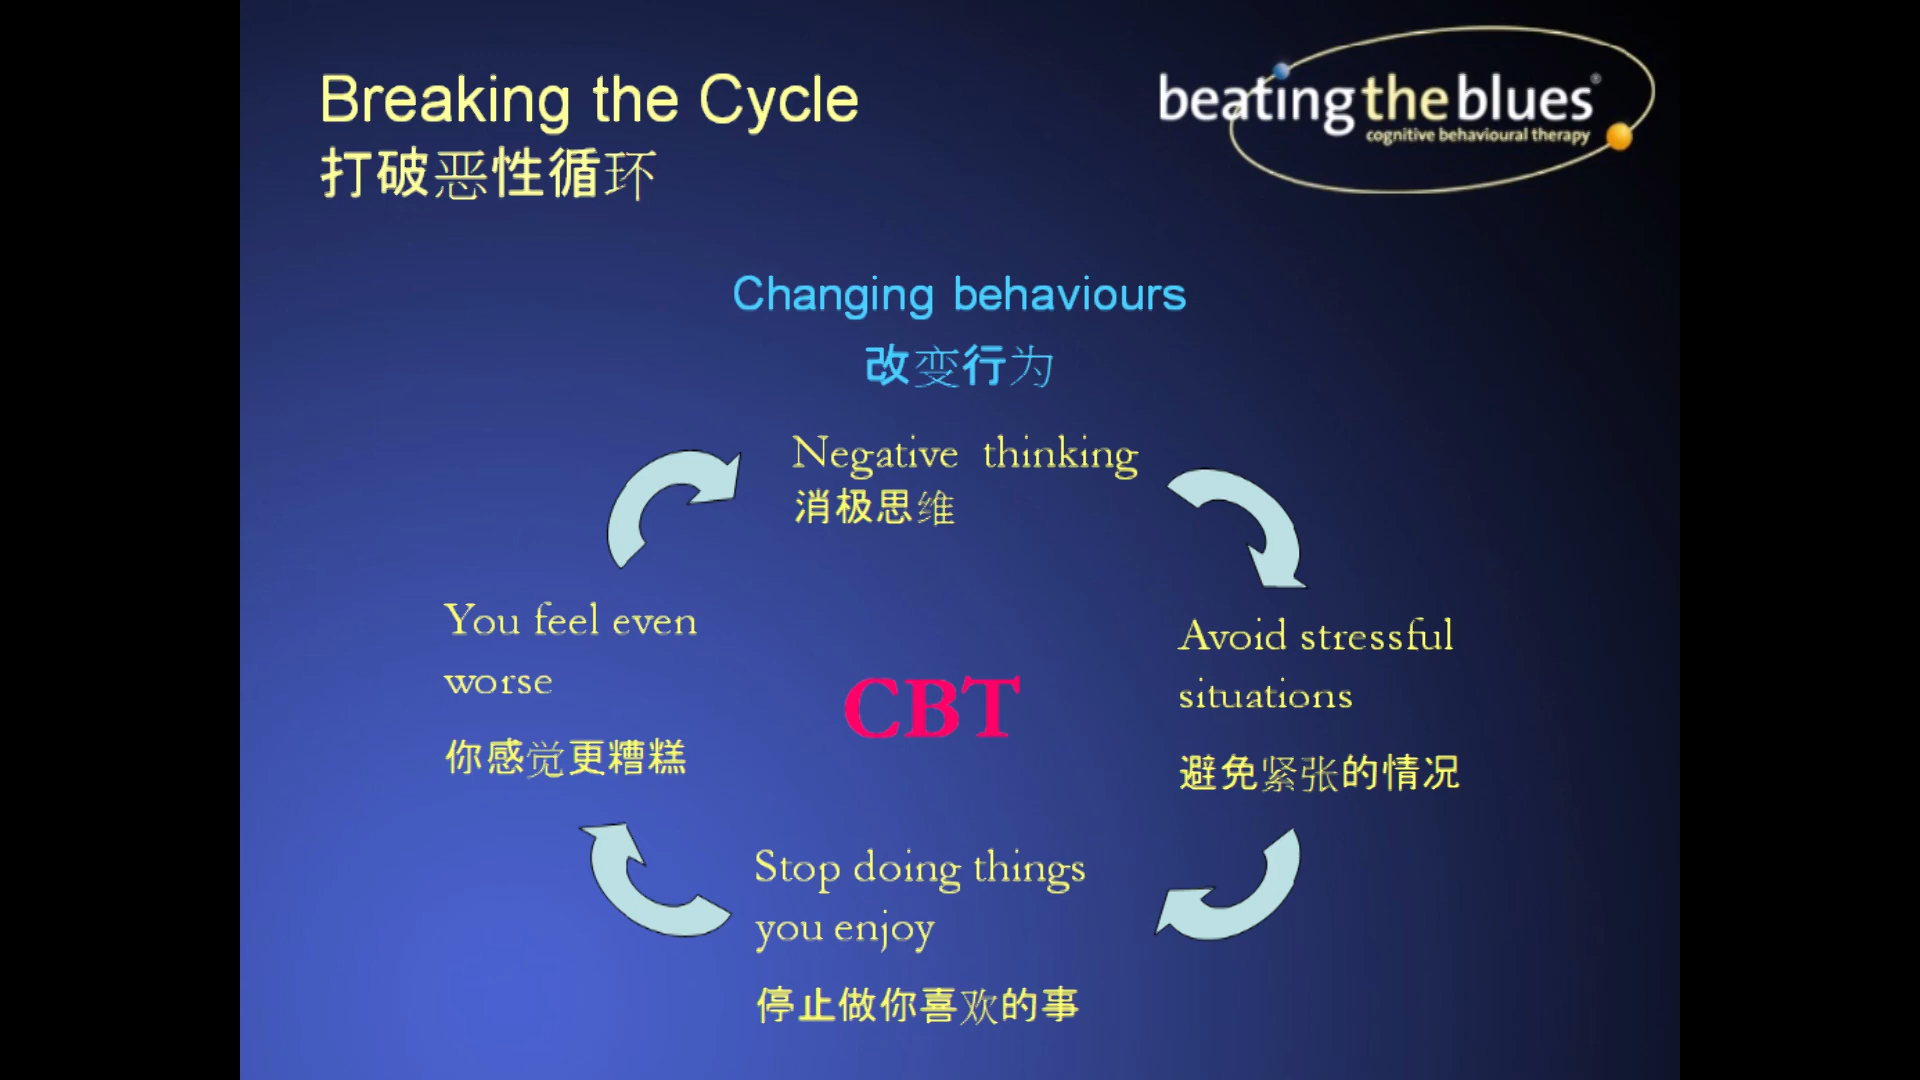 Breaking the Cycle
打破恶性循环
beatingtheblues®
cognitive behavioural therapy
Changing behaviours
改变行为
Negative thinking
消极思维
You feel even
worse
你感觉更糟糕
CBT
Avoid stressful
situations
避免紧张的情况
Stop doing things
you enjoy
停止做你喜欢的事